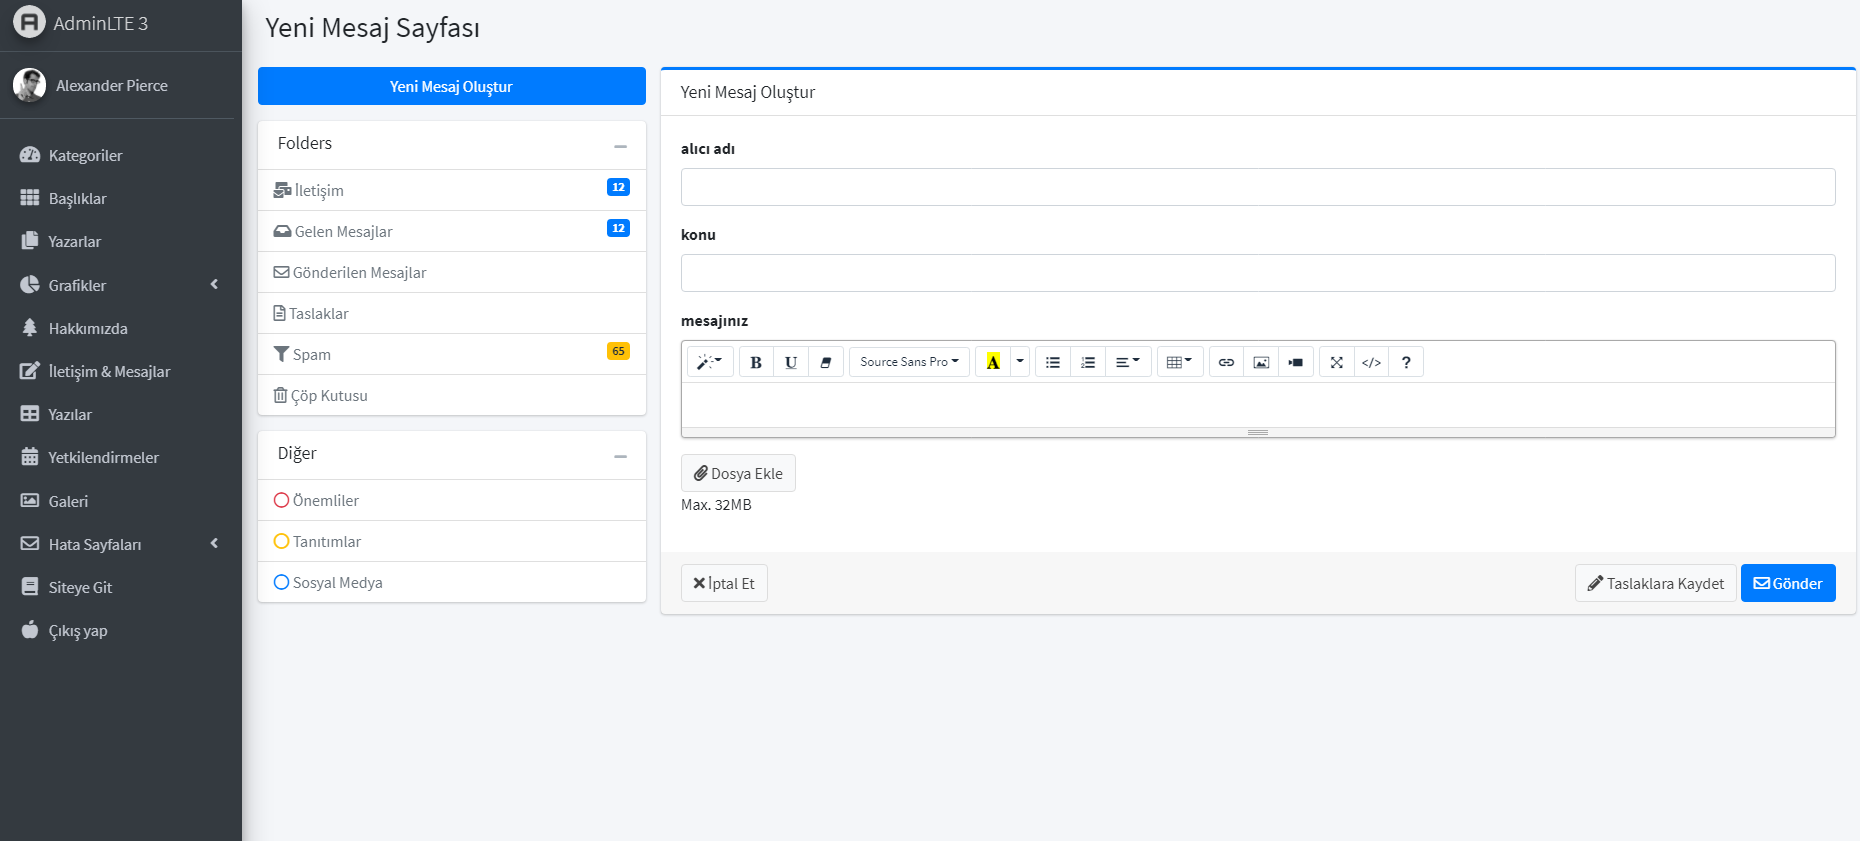 AdminLTE 3
Alexander Pierce
Kategoriler
Başlıklar
Yazarlar
Grafikler
Hakkımızda
İletişim & Mesajlar
Yazılar
Yetkilendirmeler
Galeri
Hata Sayfaları
Siteye Git
Çıkış yap
Yeni Mesaj Sayfası
Yeni Mesaj Oluştur
Folders
İletişim 12
Gelen Mesajlar 12
Gönderilen Mesajlar
Taslaklar
Spam 65
Çöp Kutusu
Diğer
Önemliler
Tanıtımlar
Sosyal Medya
Yeni Mesaj Oluştur
alıcı adı
konu
mesajınız
B U Source Sans Pro A </> ?
Dosya Ekle
Max. 32MB
İptal Et
Taslaklara Kaydet
Gönder